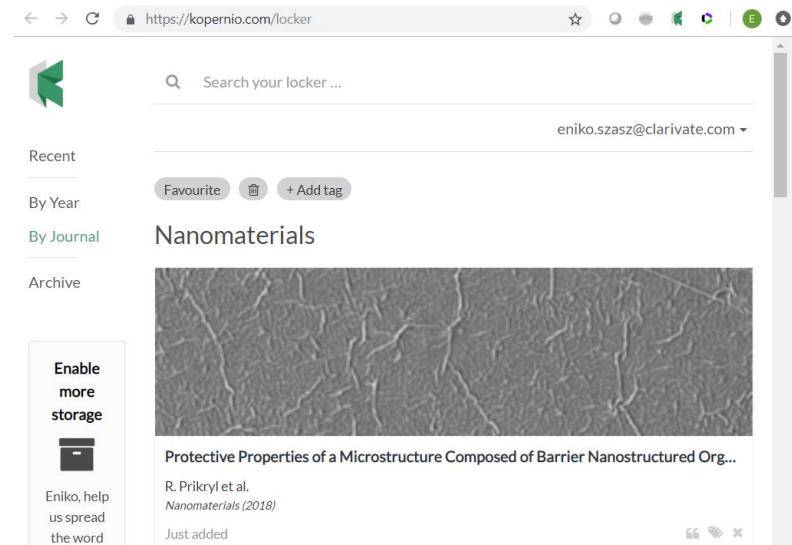 https://kopernio.com/locker
E
Search your locker ...
eniko.szasz@clarivate.com
Recent
By Year
By Journal
Archive
Favourite
+ Add tag
Nanomaterials
Enable
more
storage
Eniko, help
us spread
the word
Protective Properties of a Microstructure Composed of Barrier Nanostructured Org...
R. Prikryl et al.
Nanomaterials (2018)
Just added